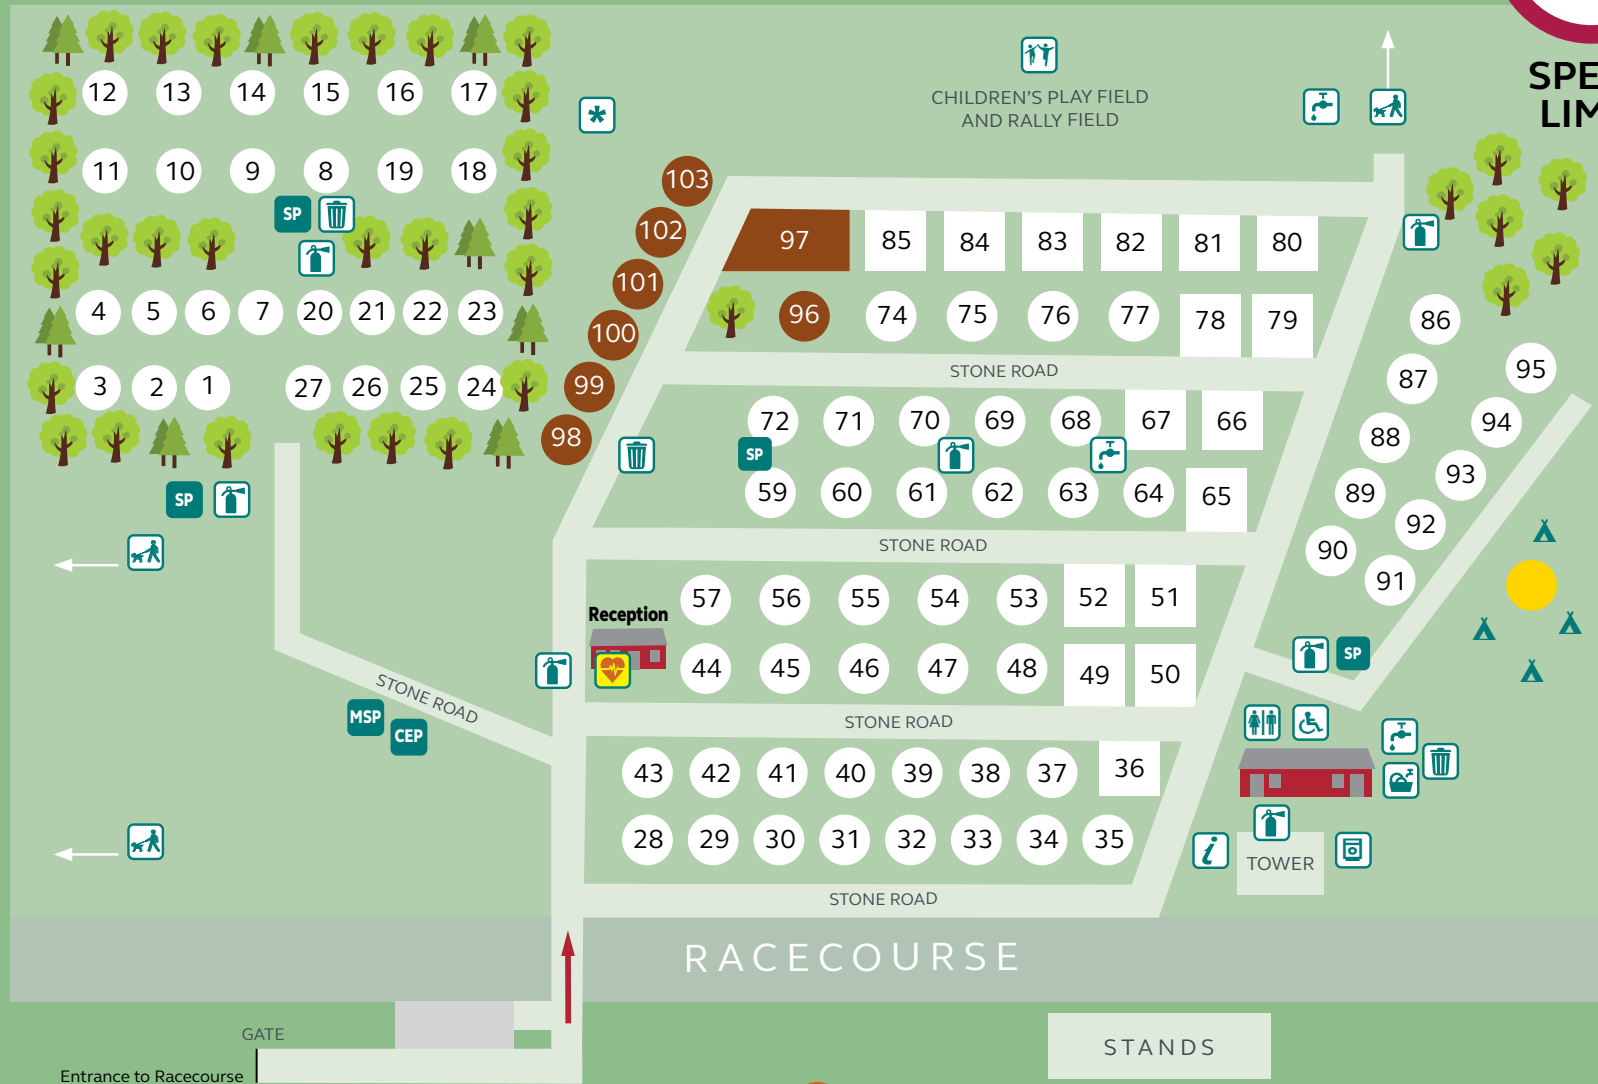 SPE
LIM
CHILDREN'S PLAY FIELD
AND RALLY FIELD
12 13 14 15 16 17
11 10 9 8 19 18
SP
4 5 6 7 20 21 22 23
3 2 1 27 26 25 24
SP
103
102
101
100
99
98
97 85 84 83 82 81 80
96 74 75 76 77 78 79
STONE ROAD
72 71 70 69 68 67 66
SP
59 60 61 62 63 64 65
STONE ROAD
57 56 55 54 53 52 51
Reception
44 45 46 47 48 49 50
STONE ROAD
43 42 41 40 39 38 37 36
28 29 30 31 32 33 34 35
STONE ROAD
86
87
88
89
90
95
94
93
92
91
SP
STONE ROAD
MSP
CEP
i
TOWER
RACECOURSE
GATE
STANDS
Entrance to Racecourse